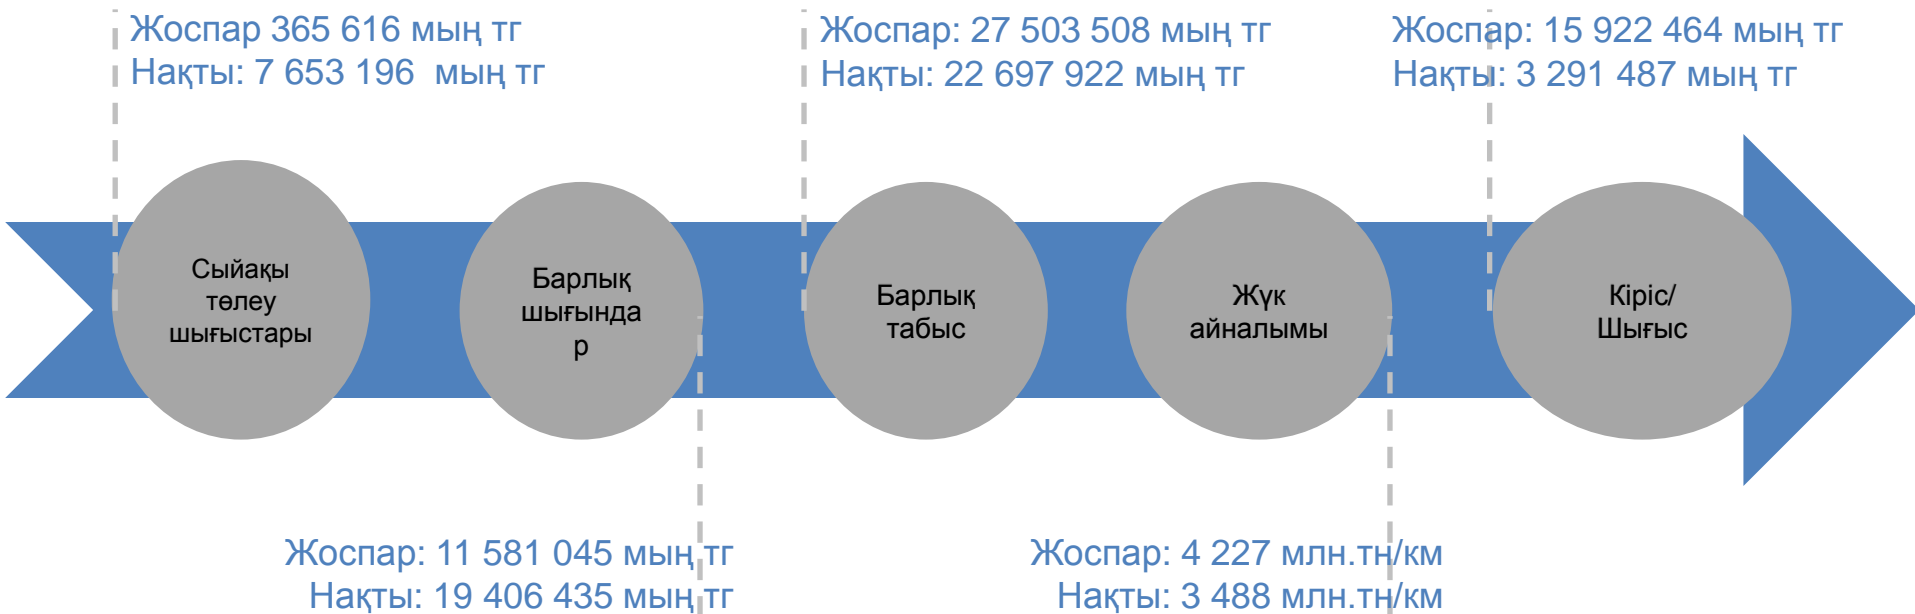 Жоспар 365 616 мың тг
Нақты: 7 653 196 мың тг
Жоспар: 27 503 508 мың тг
Нақты: 22 697 922 мың тг
Жоспар: 15 922 464 мың тг
Нақты: 3 291 487 мың тг
Сыйақы
төлеу
шығыстары
Барлық
шығында
р
Барлық
табыс
Жүк
айналымы
Кіріс/
Шығыс
Жоспар: 11 581 045 мың тг
Нақты: 19 406 435 мың тг
Жоспар: 4 227 млн.тн/км
Нақты: 3 488 млн.тн/км